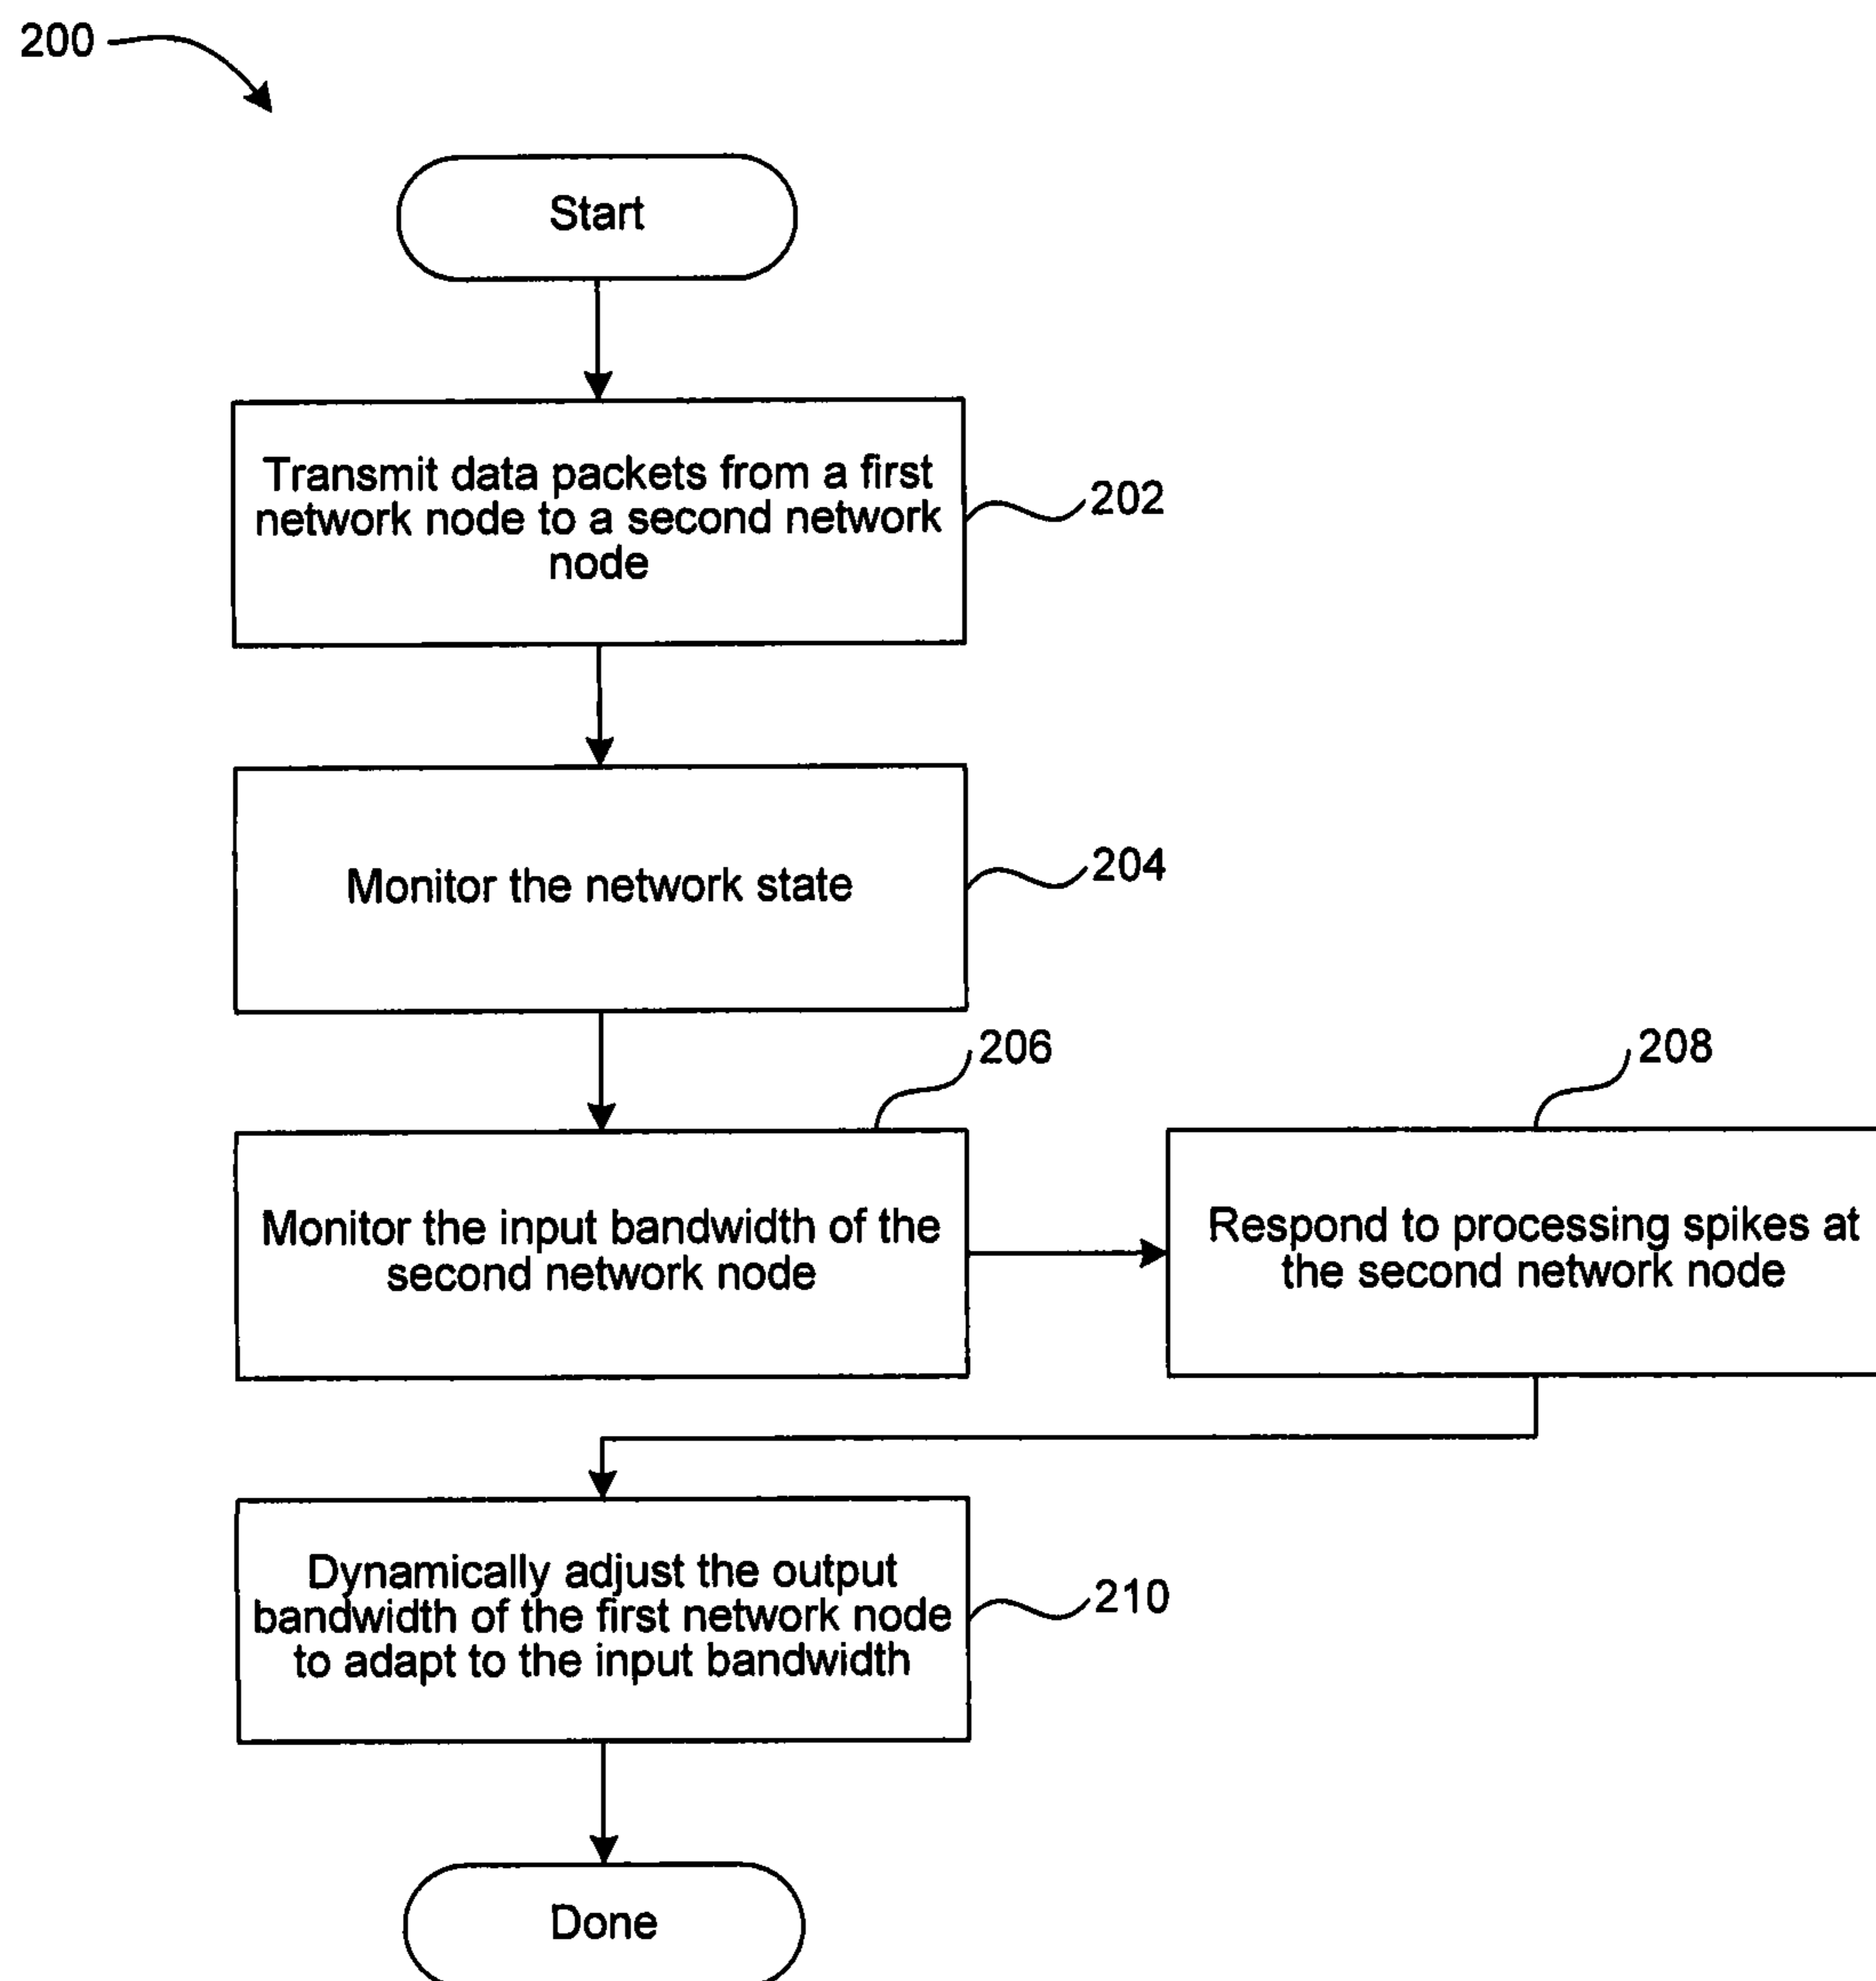 200
Start
Transmit data packets from a first
network node to a second network
node
202
Monitor the network state
204
206
208
Monitor the input bandwidth of the
second network node
Respond to processing spikes at
the second network node
Dynamically adjust the output
bandwidth of the first network node
to adapt to the input bandwidth
210
Done